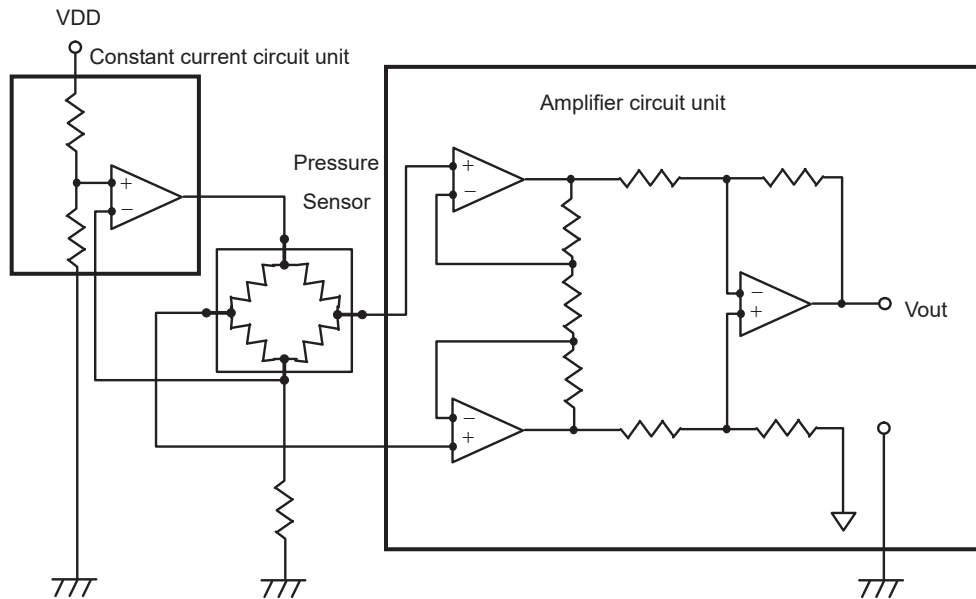 VDD
Constant current circuit unit
Amplifier circuit unit
Pressure
Sensor
+
−
+
−
−
+
Vout
−
+